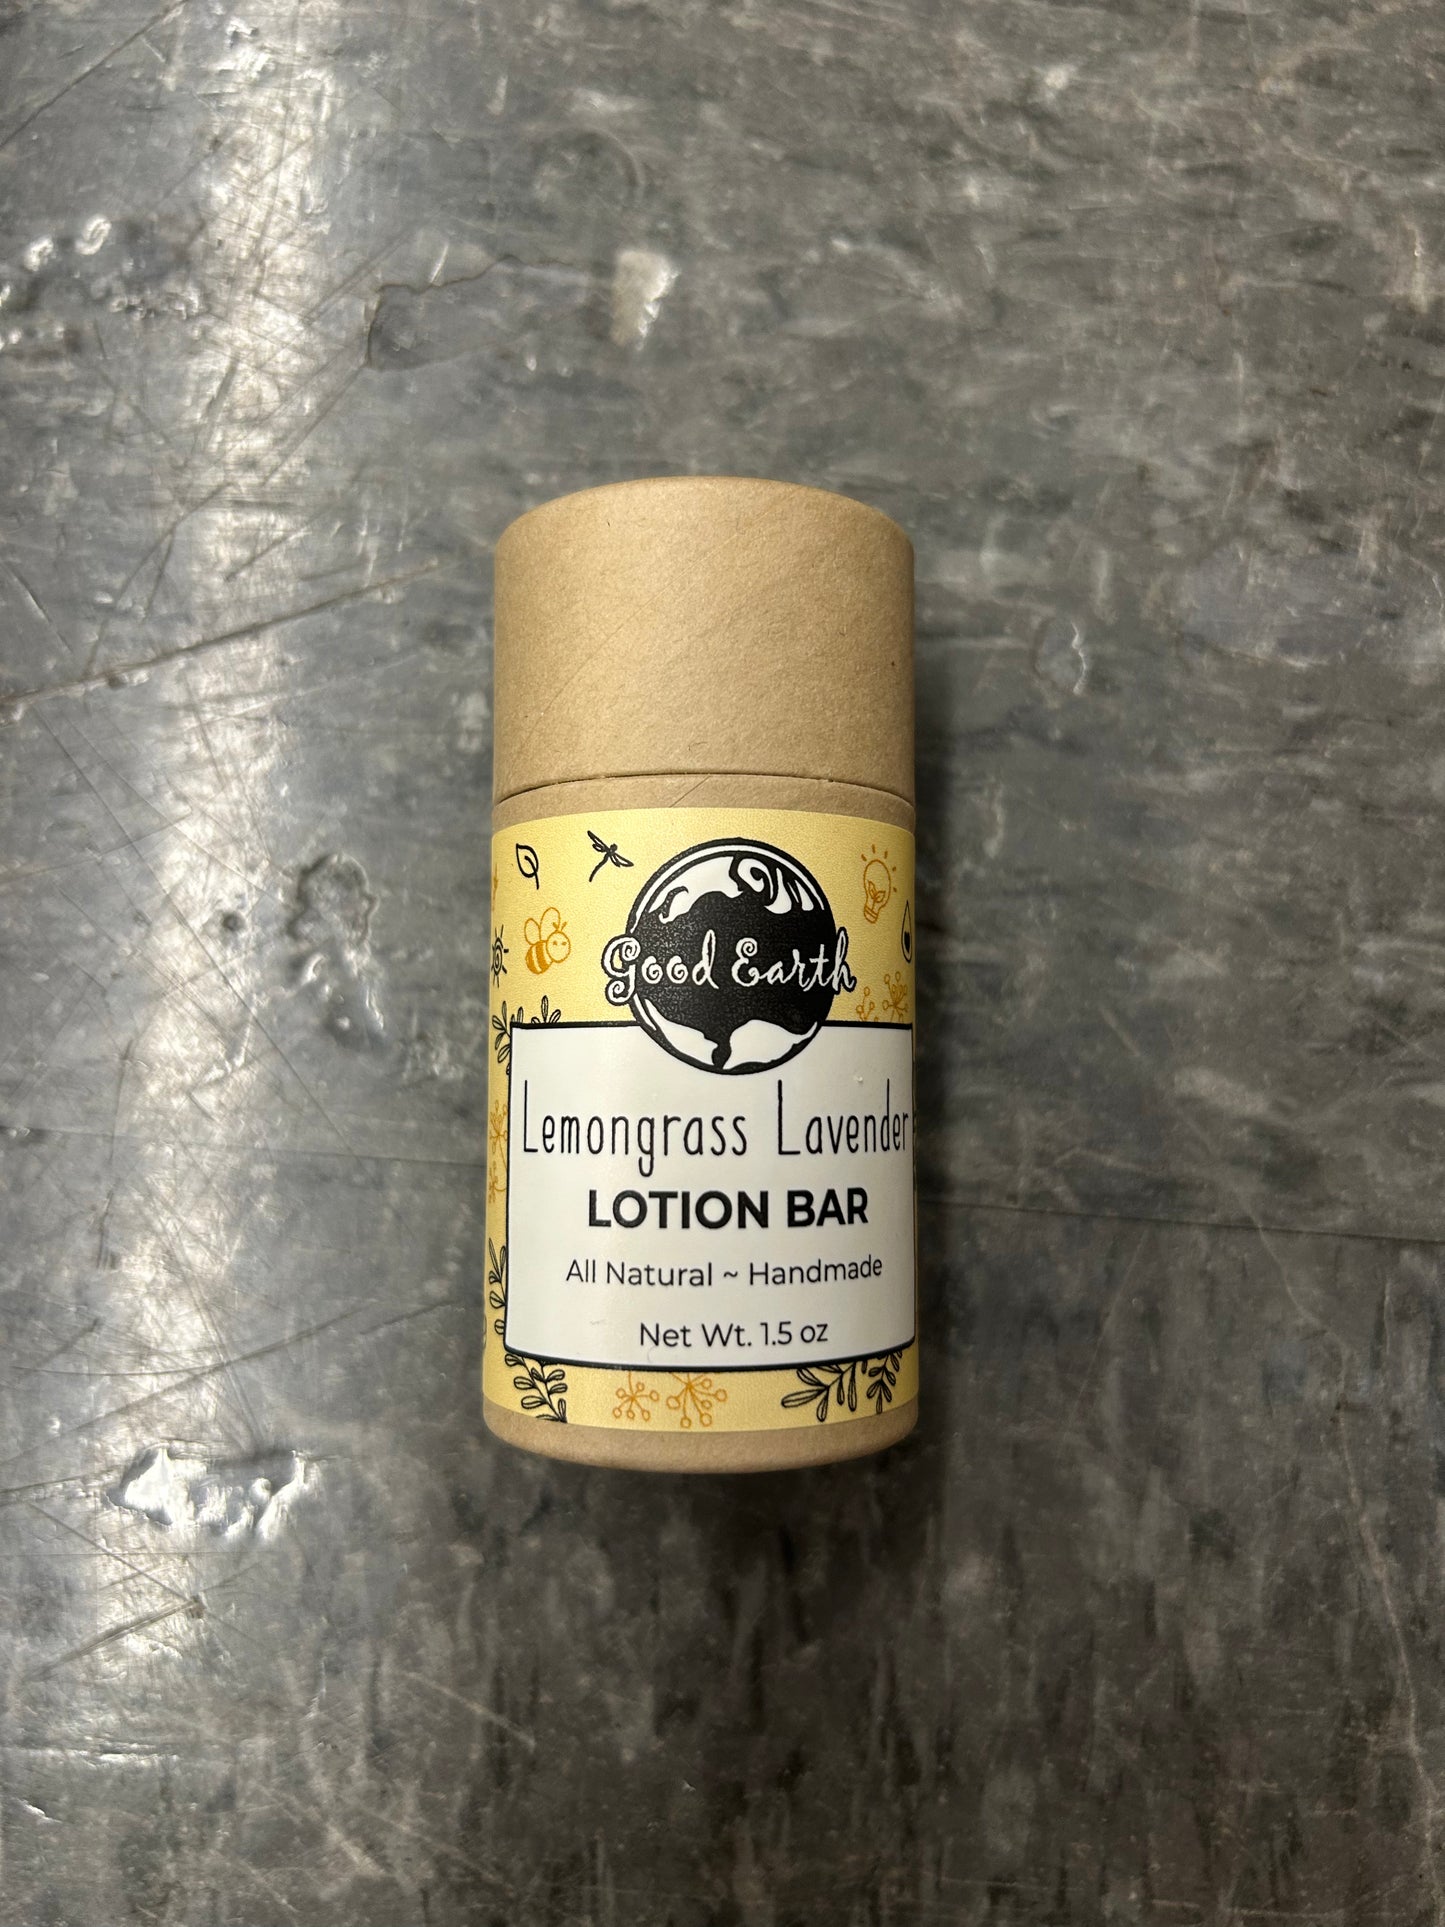 Good Earth
Lemongrass Lavender
LOTION BAR
All Natural ~ Handmade
Net Wt. 1.5 oz